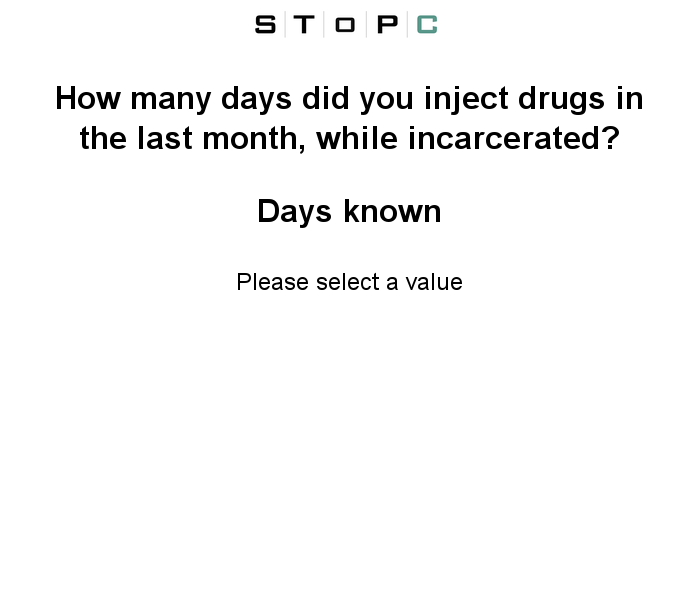 S T O P C
How many days did you inject drugs in
the last month, while incarcerated?
Days known
Please select a value